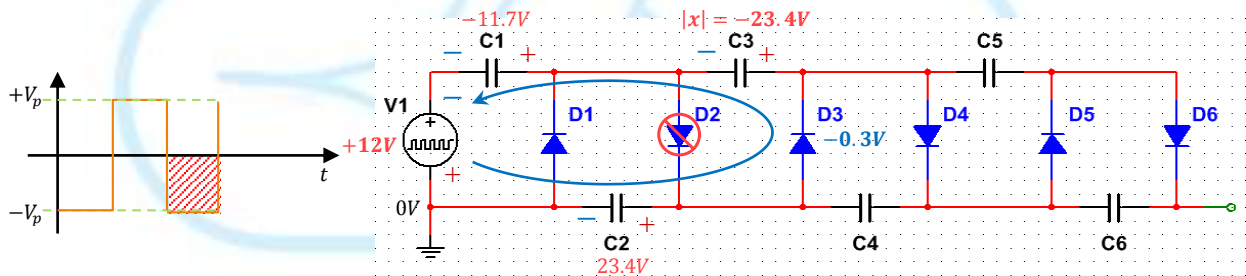 −11.7V
|x| = −23.4V
C1
C3
C5
− +
− +
+V_p
V1
−
D1
D2
D3
D4
D5
D6
+
+12V
−0.3V
t
+
−V_p
0V
− +
C2
C4
C6
23.4V